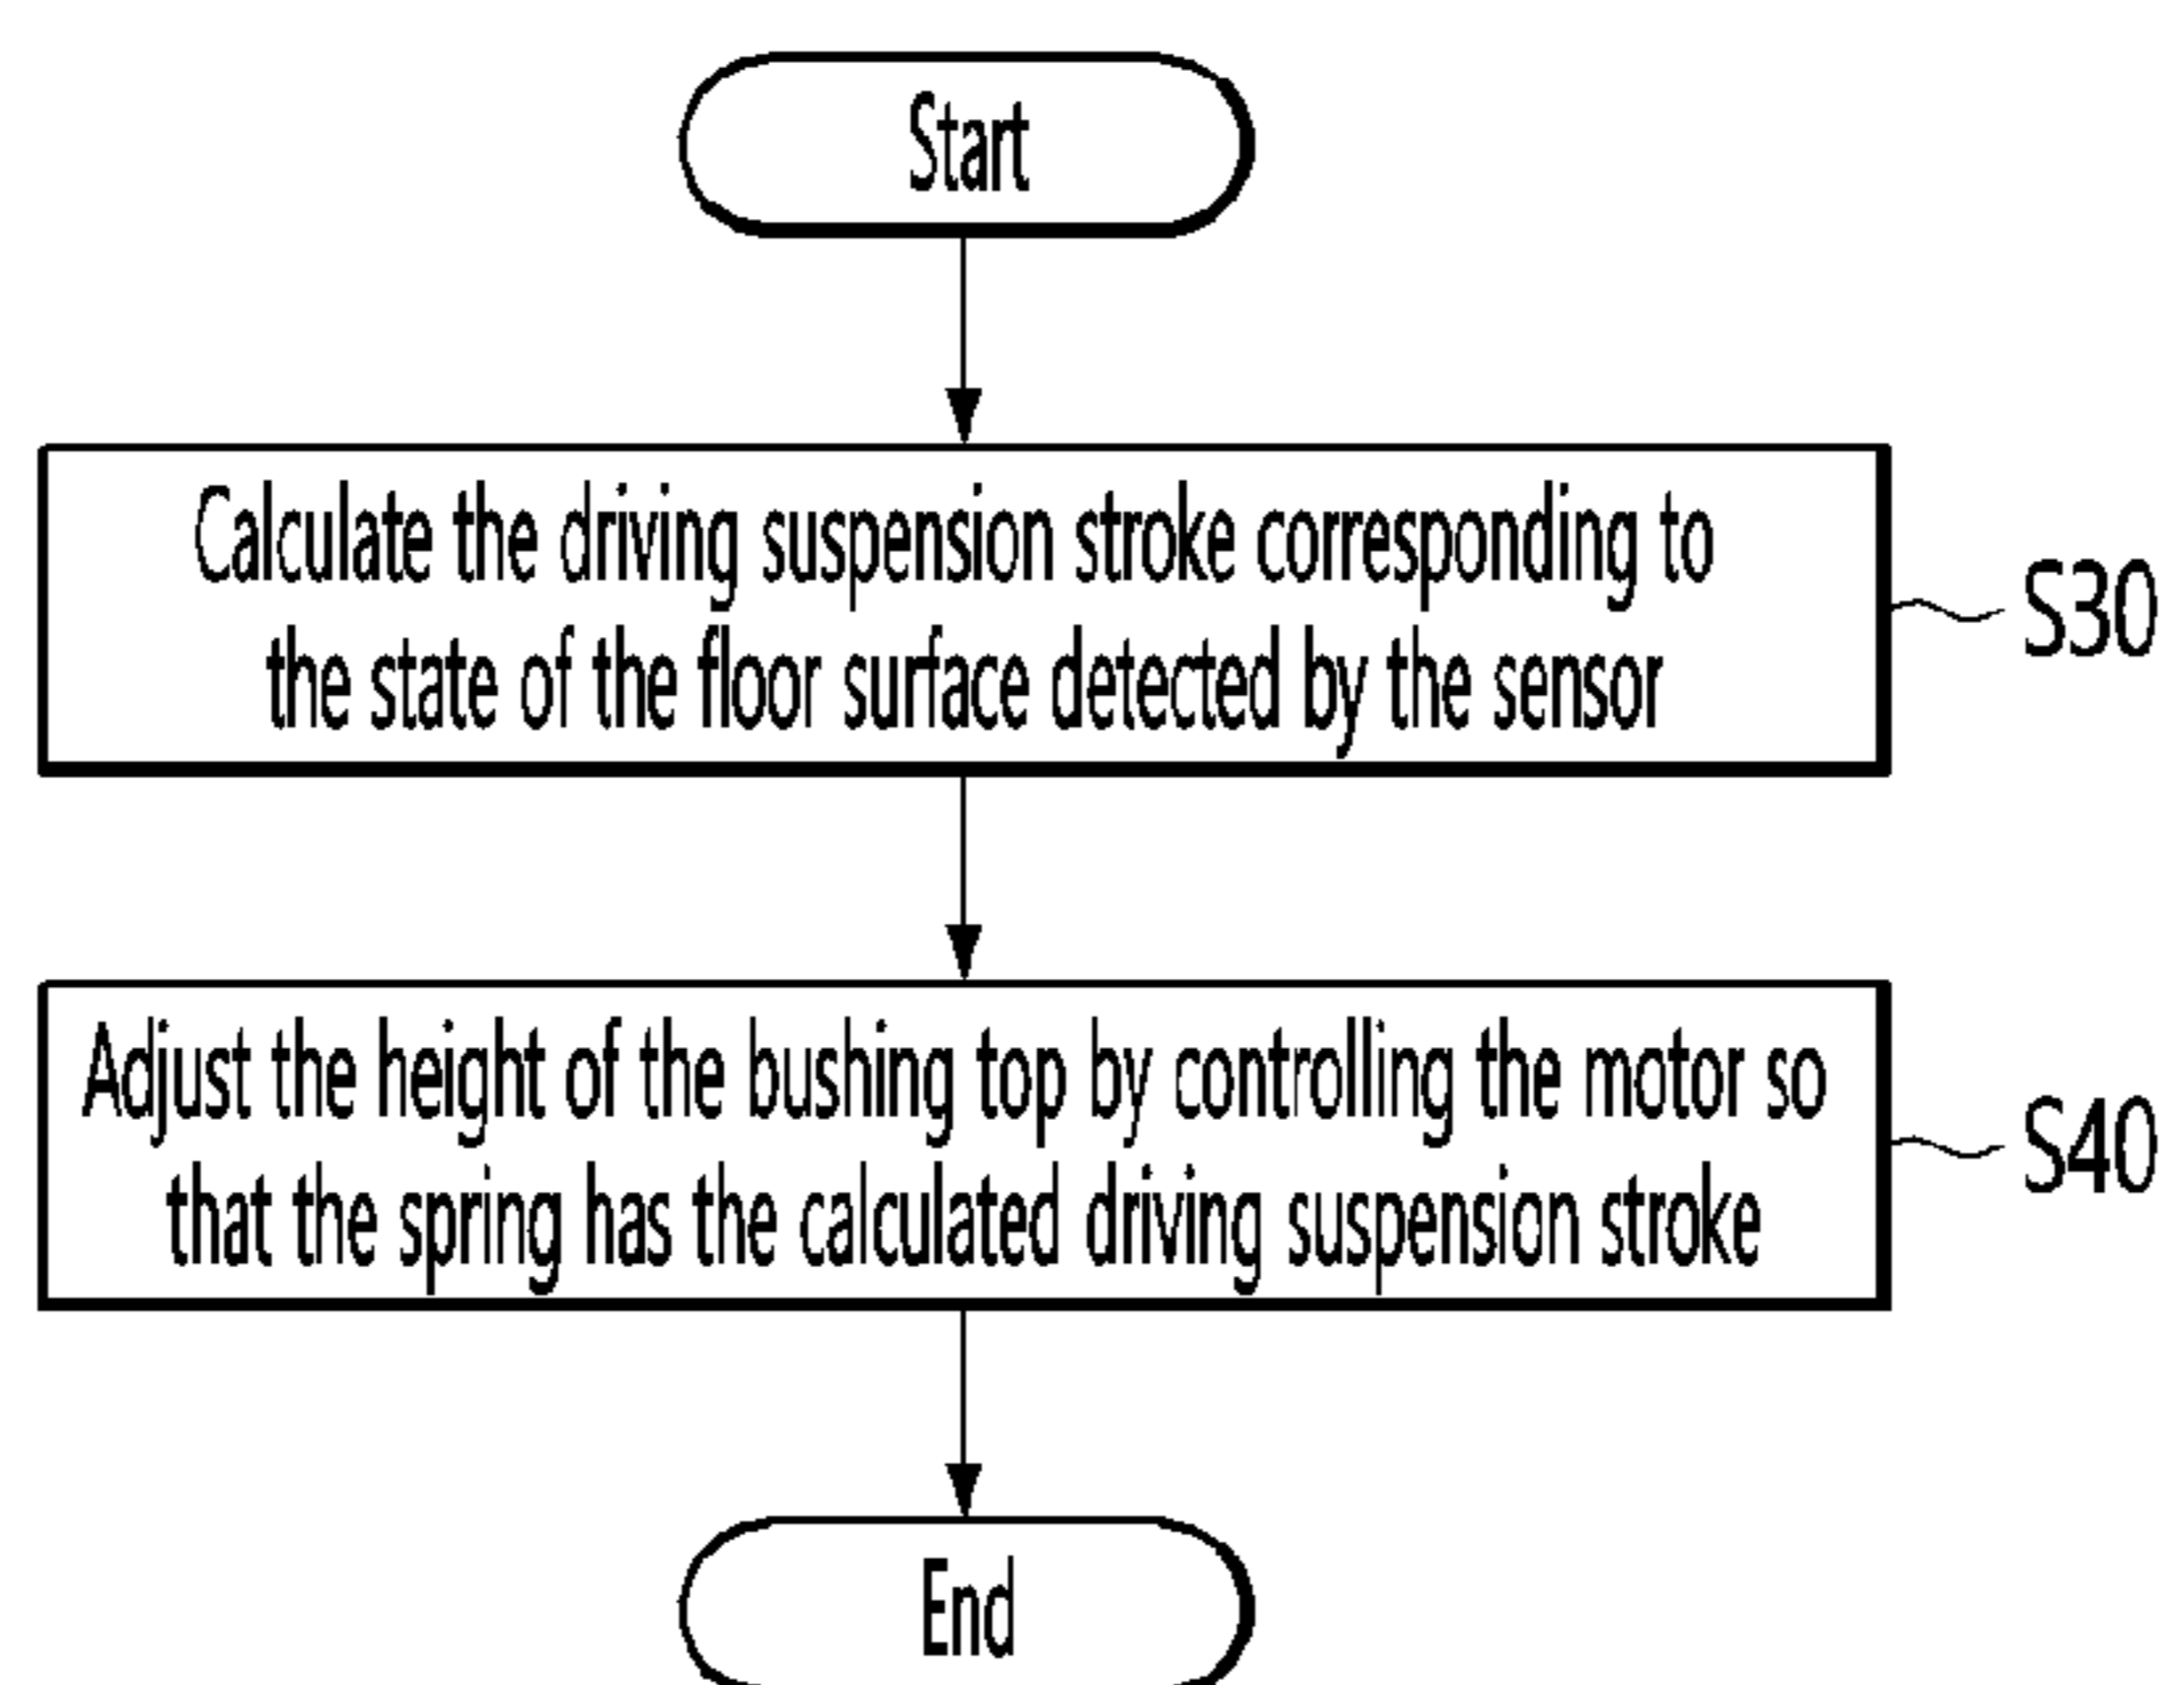 Start
Calculate the driving suspension stroke corresponding to
the state of the floor surface detected by the sensor
S30
Adjust the height of the bushing top by controlling the motor so
that the spring has the calculated driving suspension stroke
S40
End